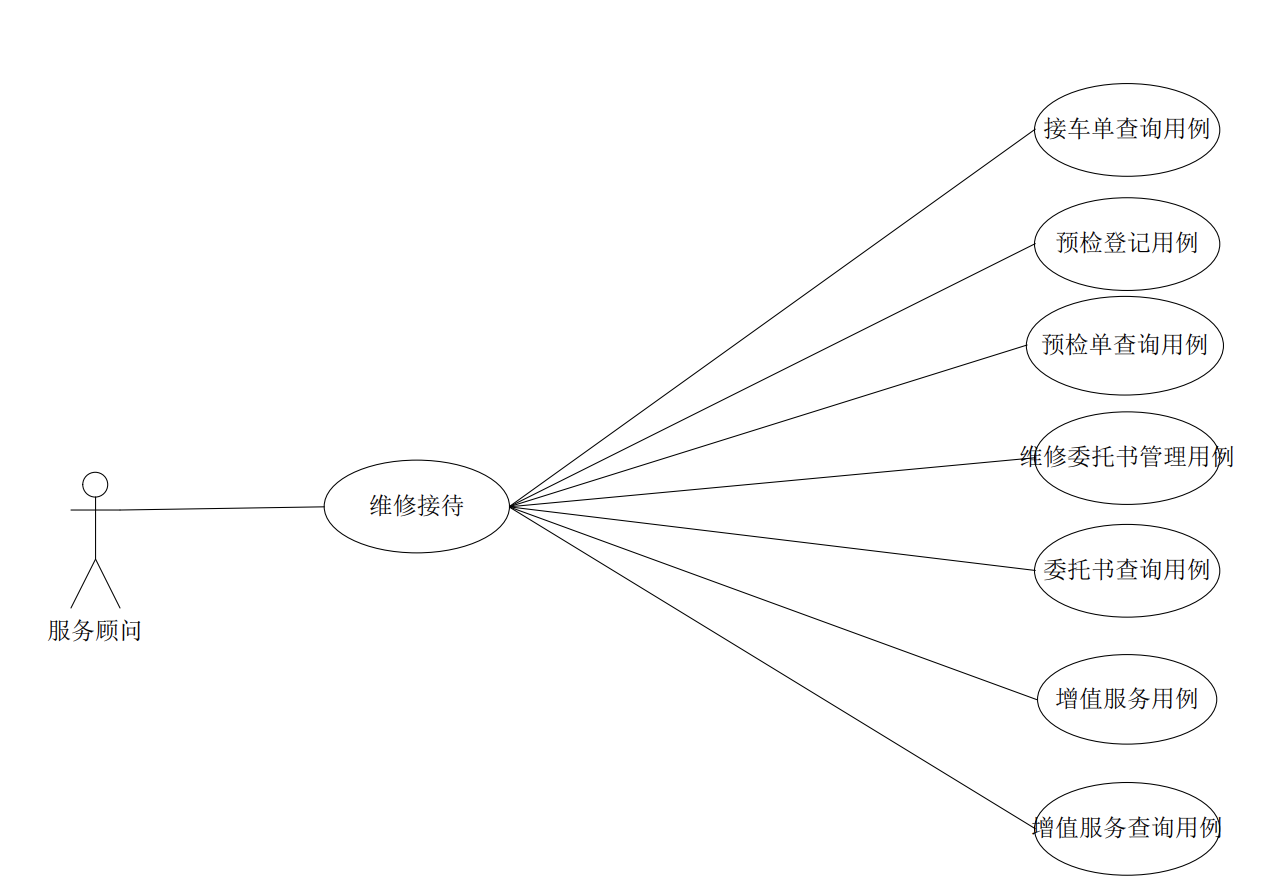 接车单查询用例
预检登记用例
预检单查询用例
维修委托书管理用例
维修接待
委托书查询用例
服务顾问
增值服务用例
增值服务查询用例